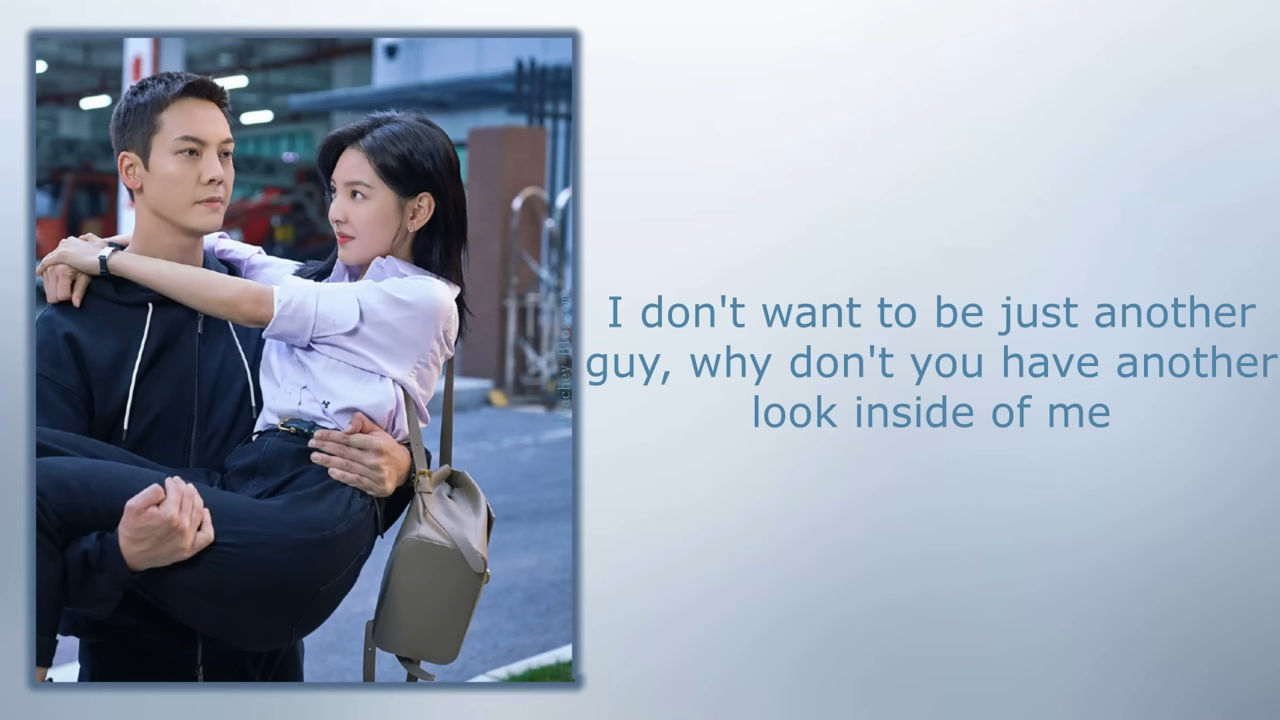 I don't want to be just another
guy, why don't you have another
look inside of me